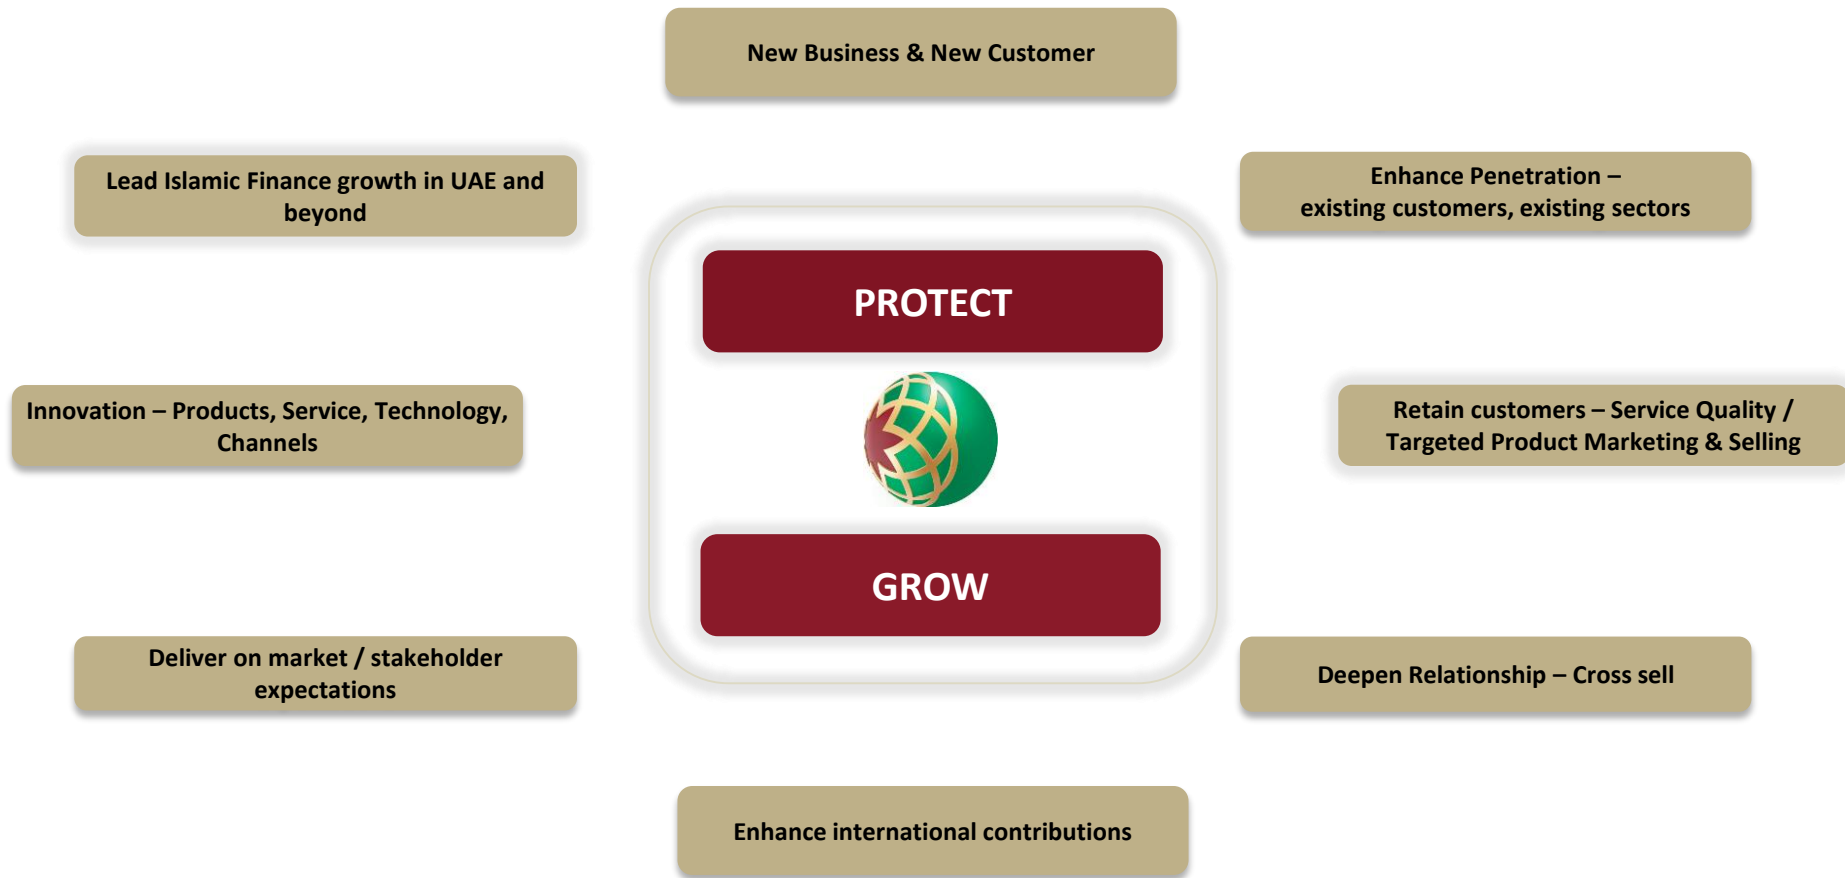 New Business & New Customer
Lead Islamic Finance growth in UAE and
beyond
Enhance Penetration –
existing customers, existing sectors
PROTECT
Innovation – Products, Service, Technology,
Channels
Retain customers – Service Quality /
Targeted Product Marketing & Selling
GROW
Deliver on market / stakeholder
expectations
Deepen Relationship – Cross sell
Enhance international contributions